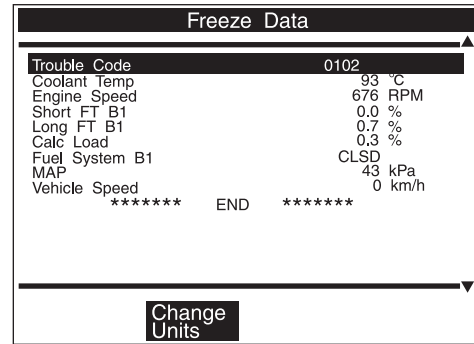 Freeze Data
Trouble Code 0102
Coolant Temp 93 °C
Engine Speed 676 RPM
Short FT B1 0.0 %
Long FT B1 0.7 %
Calc Load 0.3 %
Fuel System B1 CLSD
MAP 43 kPa
Vehicle Speed 0 km/h
******* END *******
Change
Units